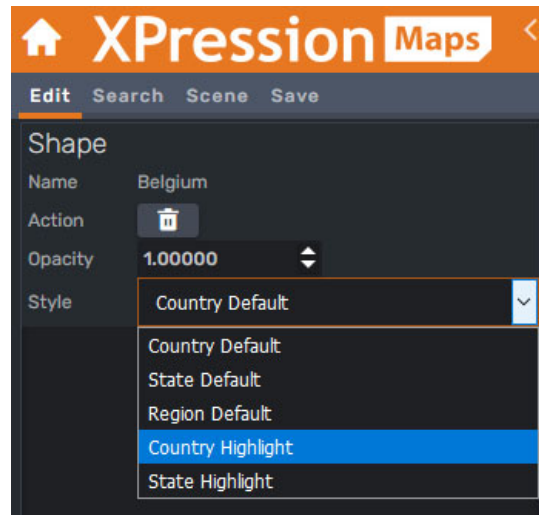 XPression Maps
Edit Search Scene Save
Shape
Name Belgium
Action
Opacity 1.00000
Style Country Default
Country Default
State Default
Region Default
Country Highlight
State Highlight